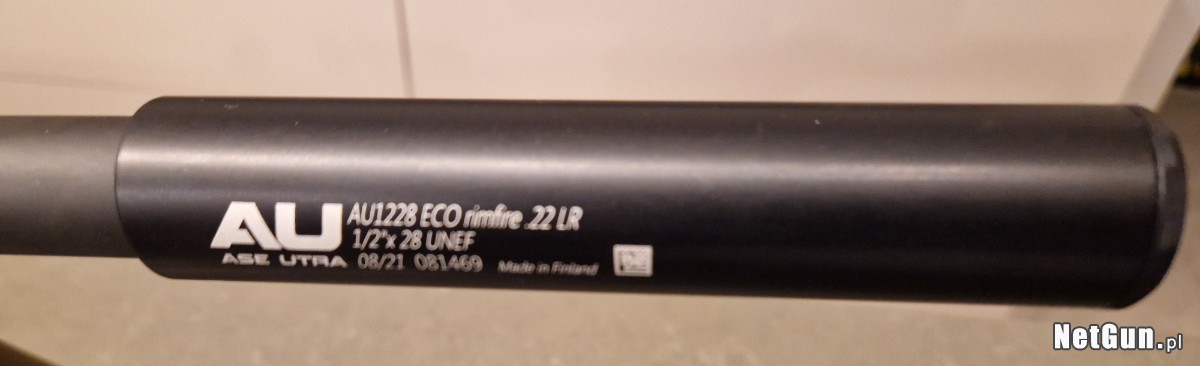 AU
ASE UTRA
AU1228 ECO rimfire .22 LR
1/2"x 28 UNEF
08/21 081469 Made in Finland
NetGun.pl